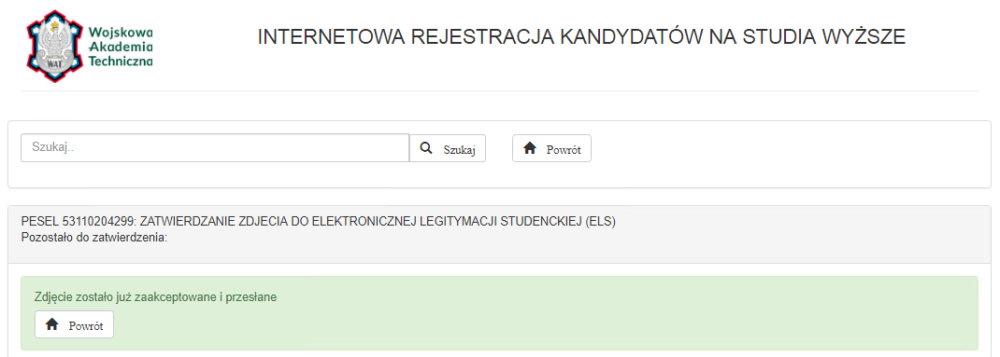 Wojskowa
Akademia
Techniczna
WAT
INTERNETOWA REJESTRACJA KANDYDATÓW NA STUDIA WYŻSZE
Szukaj..
Szukaj
Powrót
PESEL 53110204299: ZATWIERDZANIE ZDJECIA DO ELEKTRONICZNEJ LEGITYMACJI STUDENCKIEJ (ELS)
Pozostało do zatwierdzenia:
Zdjęcie zostało już zaakceptowane i przesłane
Powrót